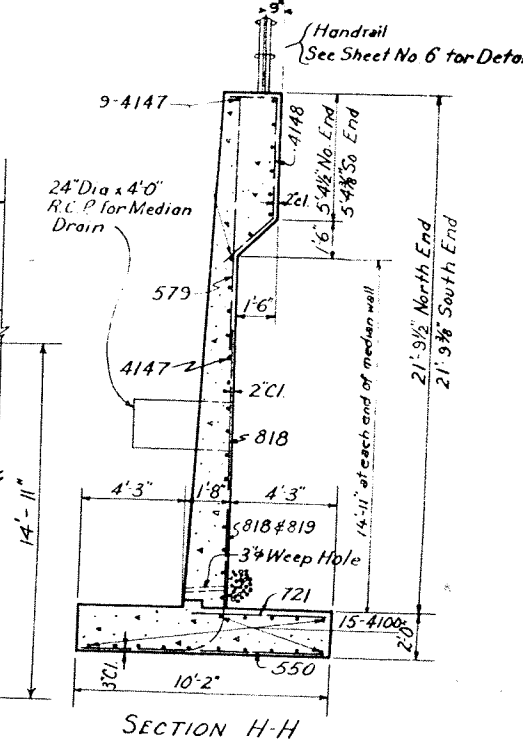 9"
Handrail
See Sheet No 6 for Deta
9-4147
4148
5'4½" No. End
5'4⅜" So End
24" Dia x 4'-0"
R.C.P. for Median
Drain
2"cl.
1'6"
579
1'-6"
21'-9½" North End
21'-9⅜" South End
4147
2"Cl.
818
14'-11" at each end of median wall
14'-11"
4'-3"
1'-8"
4'-3"
818 & 819
3"φ Weep Hole
721
15-4100
2'-0"
3"Cl.
550
10'-2"
SECTION H-H